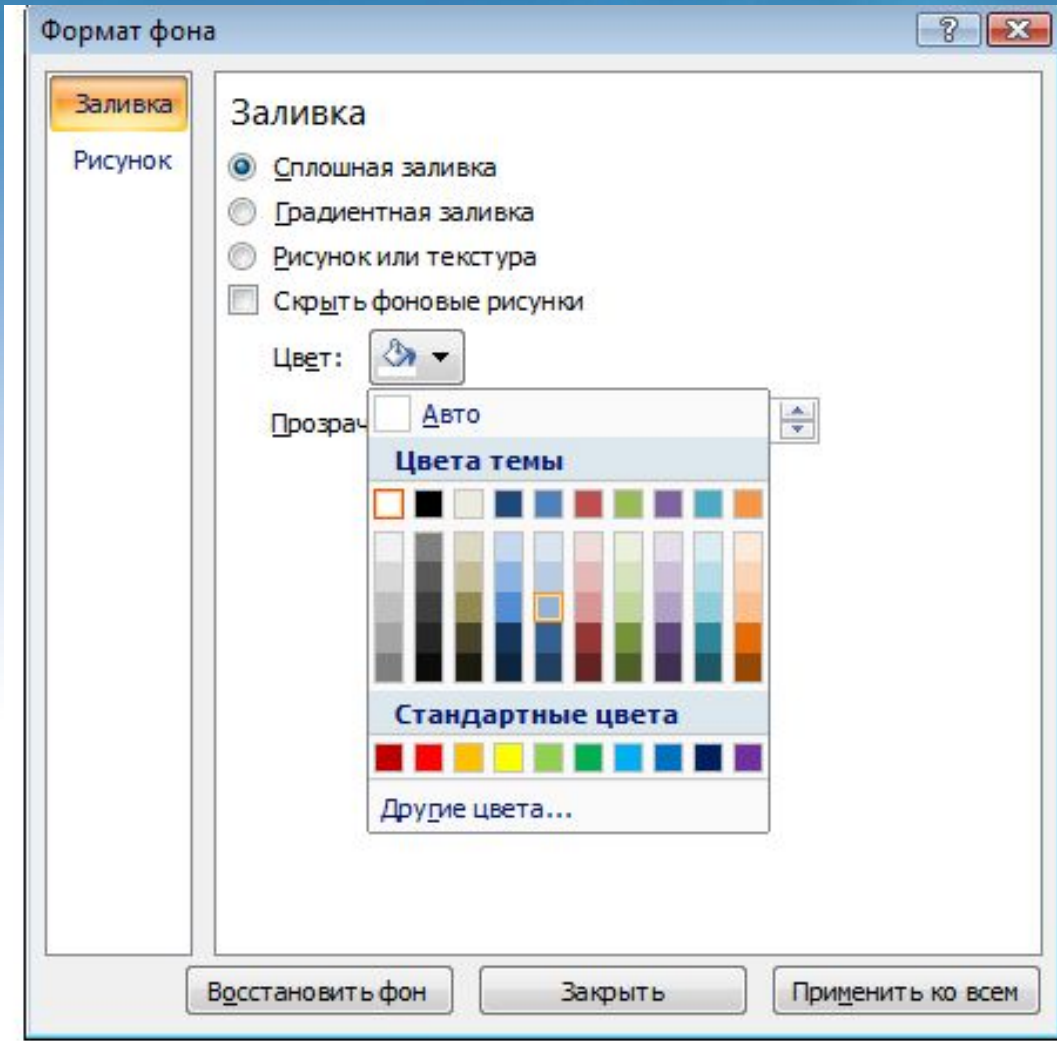 Формат фона
Заливка
Рисунок
Заливка
Сплошная заливка
Градиентная заливка
Рисунок или текстура
Скрыть фоновые рисунки
Цвет:
Прозрач
Авто
Цвета темы
Стандартные цвета
Другие цвета...
Восстановить фон
Закрыть
Применить ко всем